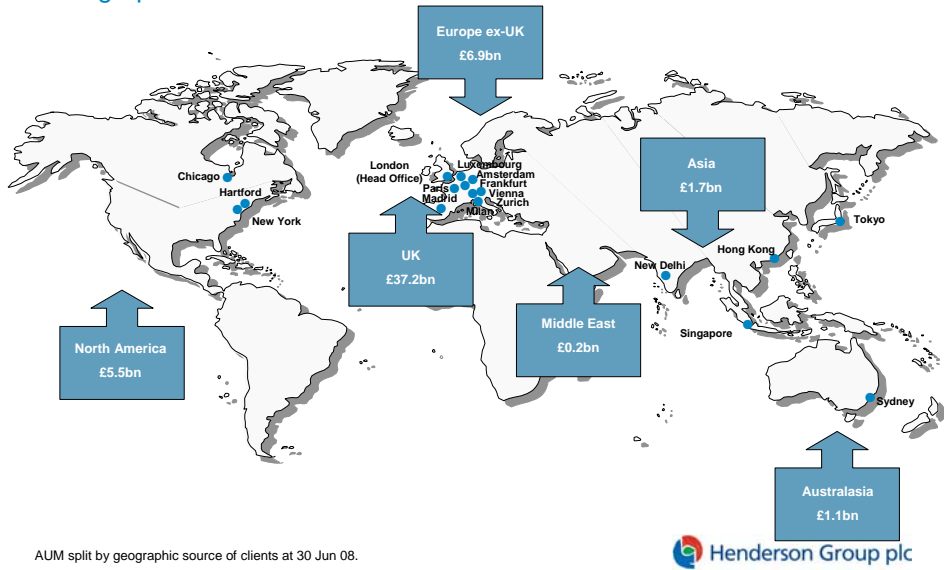 Europe ex-UK
£6.9bn
London
(Head Office)
Luxembourg
Amsterdam
Frankfurt
Vienna
Zurich
Paris
Madrid
Milan
Chicago
Hartford
New York
Asia
£1.7bn
Tokyo
Hong Kong
New Delhi
Singapore
UK
£37.2bn
Middle East
£0.2bn
North America
£5.5bn
Sydney
Australasia
£1.1bn
AUM split by geographic source of clients at 30 Jun 08.
Henderson Group plc